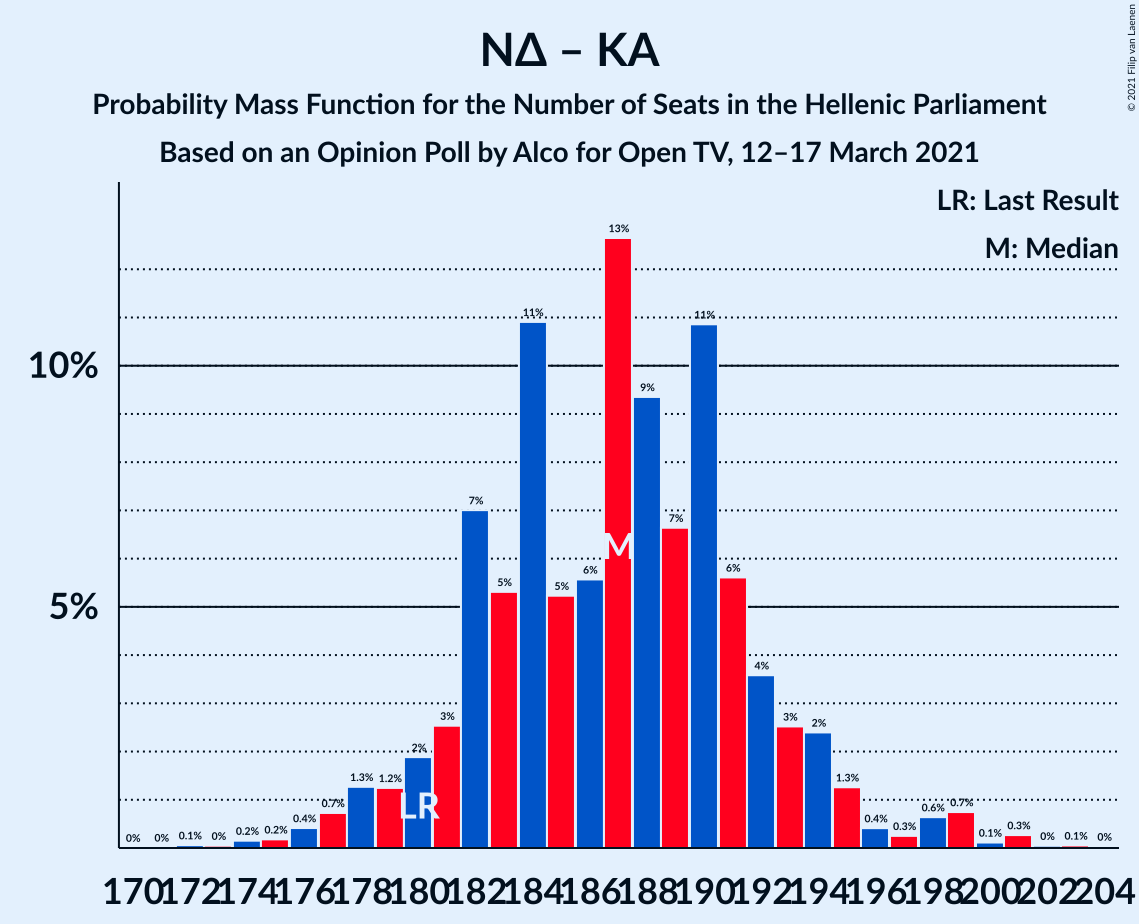 ΝΔ – ΚΑ
Probability Mass Function for the Number of Seats in the Hellenic Parliament
Based on an Opinion Poll by Alco for Open TV, 12–17 March 2021
© 2021 Filip van Laenen
LR: Last Result
M: Median
13%
11%
11%
10%
9%
7%
7%
M
6%
6%
5%
5%
5%
4%
3%
3%
2%
2%
1.3%
1.2%
1.3%
LR
0.7%
0.7%
0.6%
0.4%
0.4%
0.3%
0.3%
0.2%
0.2%
0% 0% 0.1% 0%
0.1%
0% 0.1% 0%
170 172 174 176 178 180 182 184 186 188 190 192 194 196 198 200 202 204